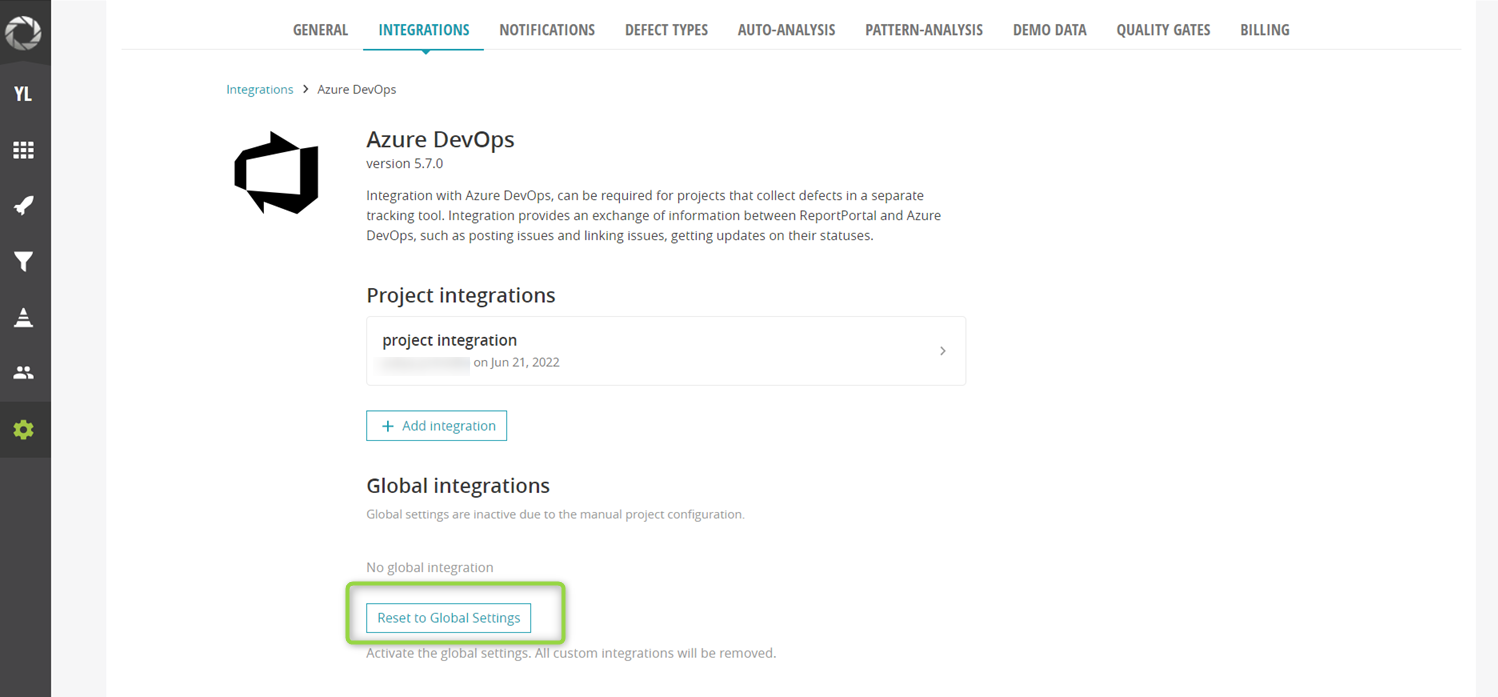 GENERAL INTEGRATIONS NOTIFICATIONS DEFECT TYPES AUTO-ANALYSIS PATTERN-ANALYSIS DEMO DATA QUALITY GATES BILLING
YL
Integrations > Azure DevOps
Azure DevOps
version 5.7.0
Integration with Azure DevOps, can be required for projects that collect defects in a separate
tracking tool. Integration provides an exchange of information between ReportPortal and Azure
DevOps, such as posting issues and linking issues, getting updates on their statuses.
Project integrations
project integration
on Jun 21, 2022
+ Add integration
Global integrations
Global settings are inactive due to the manual project configuration.
No global integration
Reset to Global Settings
Activate the global settings. All custom integrations will be removed.